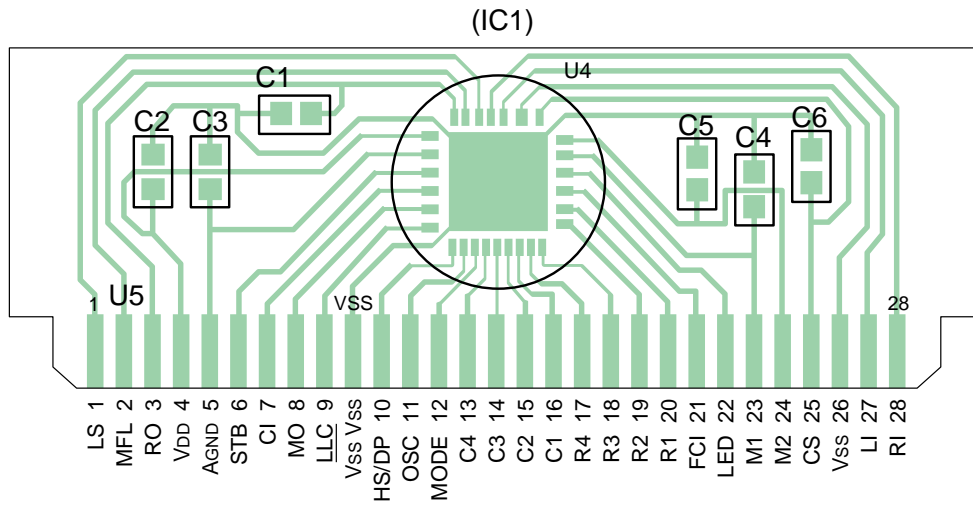 (IC1)
U4
C1
C2
C3
C5
C4
C6
1
U5
VSS
28
LS 1
MFL 2
RO 3
VDD 4
AGND 5
STB 6
CI 7
MO 8
LLC 9
VSS VSS
HS/DP 10
OSC 11
MODE 12
C4 13
C3 14
C2 15
C1 16
R4 17
R3 18
R2 19
R1 20
FCI 21
LED 22
M1 23
M2 24
CS 25
VSS 26
LI 27
RI 28